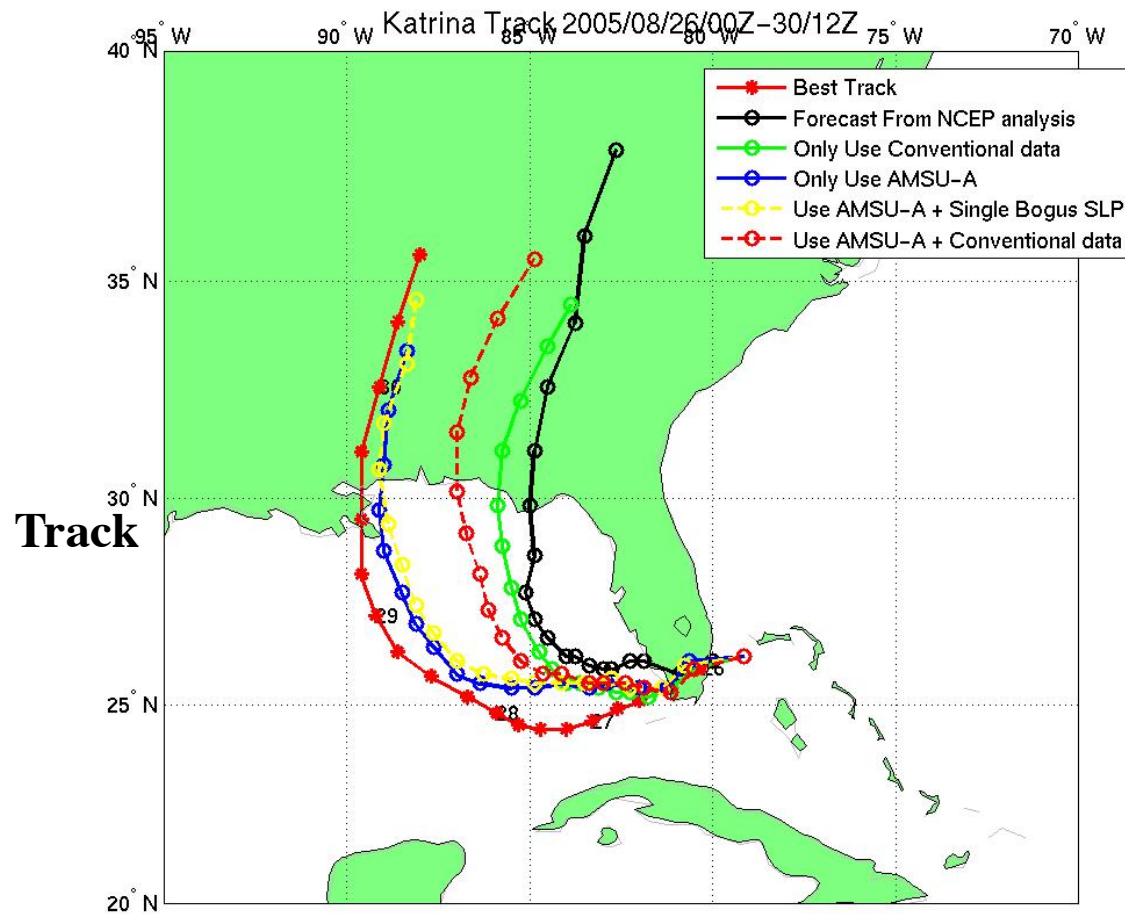 Katrina Track 2005/08/26/00Z-30/12Z
95° W 90° W 85° W 80° W 75° W 70° W
40° N
Best Track
Forecast From NCEP analysis
Only Use Conventional data
Only Use AMSU-A
Use AMSU-A + Single Bogus SLP
Use AMSU-A + Conventional data
35° N
30
30° N
Track
29
26
25° N
28
27
20° N